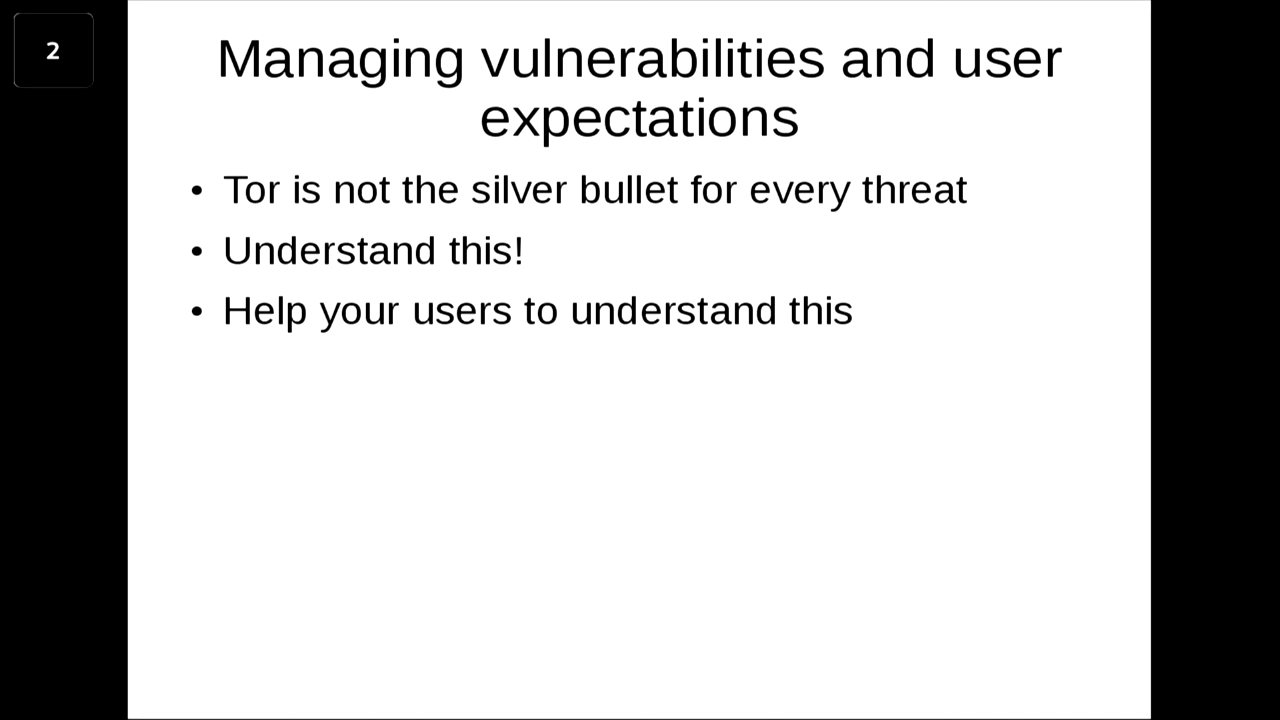 2
Managing vulnerabilities and user
expectations
• Tor is not the silver bullet for every threat
• Understand this!
• Help your users to understand this